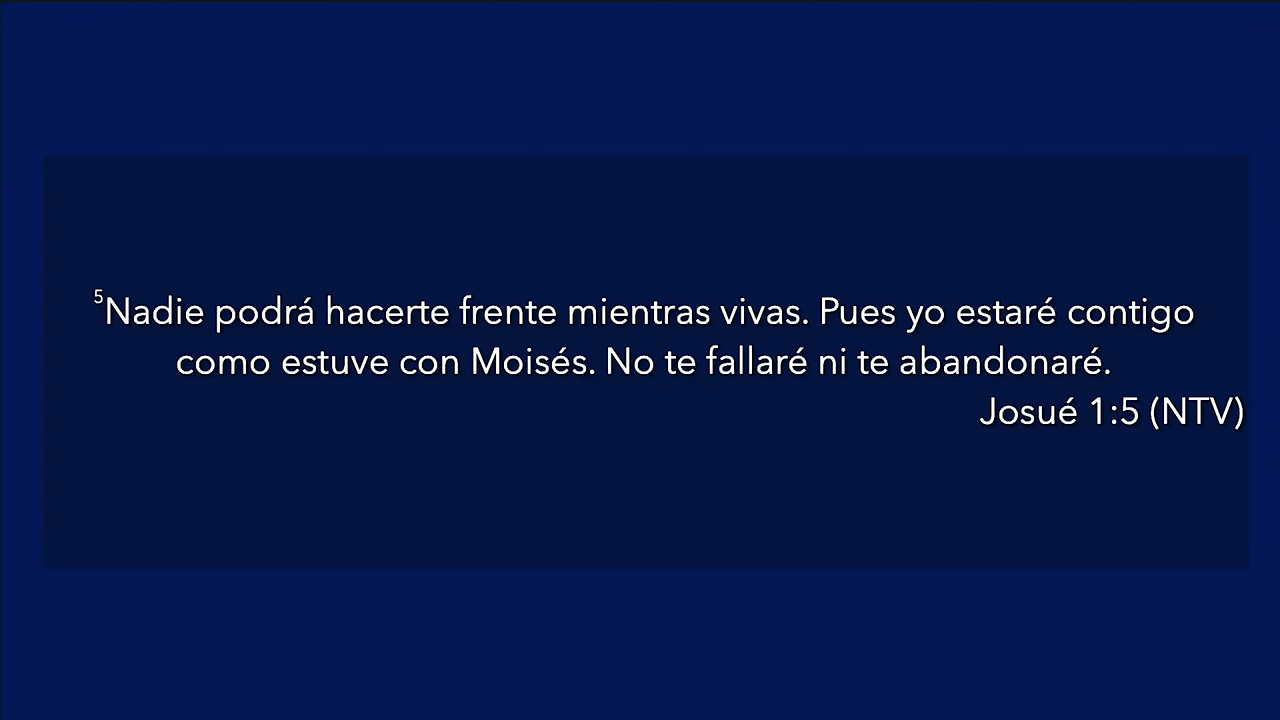 ⁵Nadie podrá hacerte frente mientras vivas. Pues yo estaré contigo
como estuve con Moisés. No te fallaré ni te abandonaré.
Josué 1:5 (NTV)